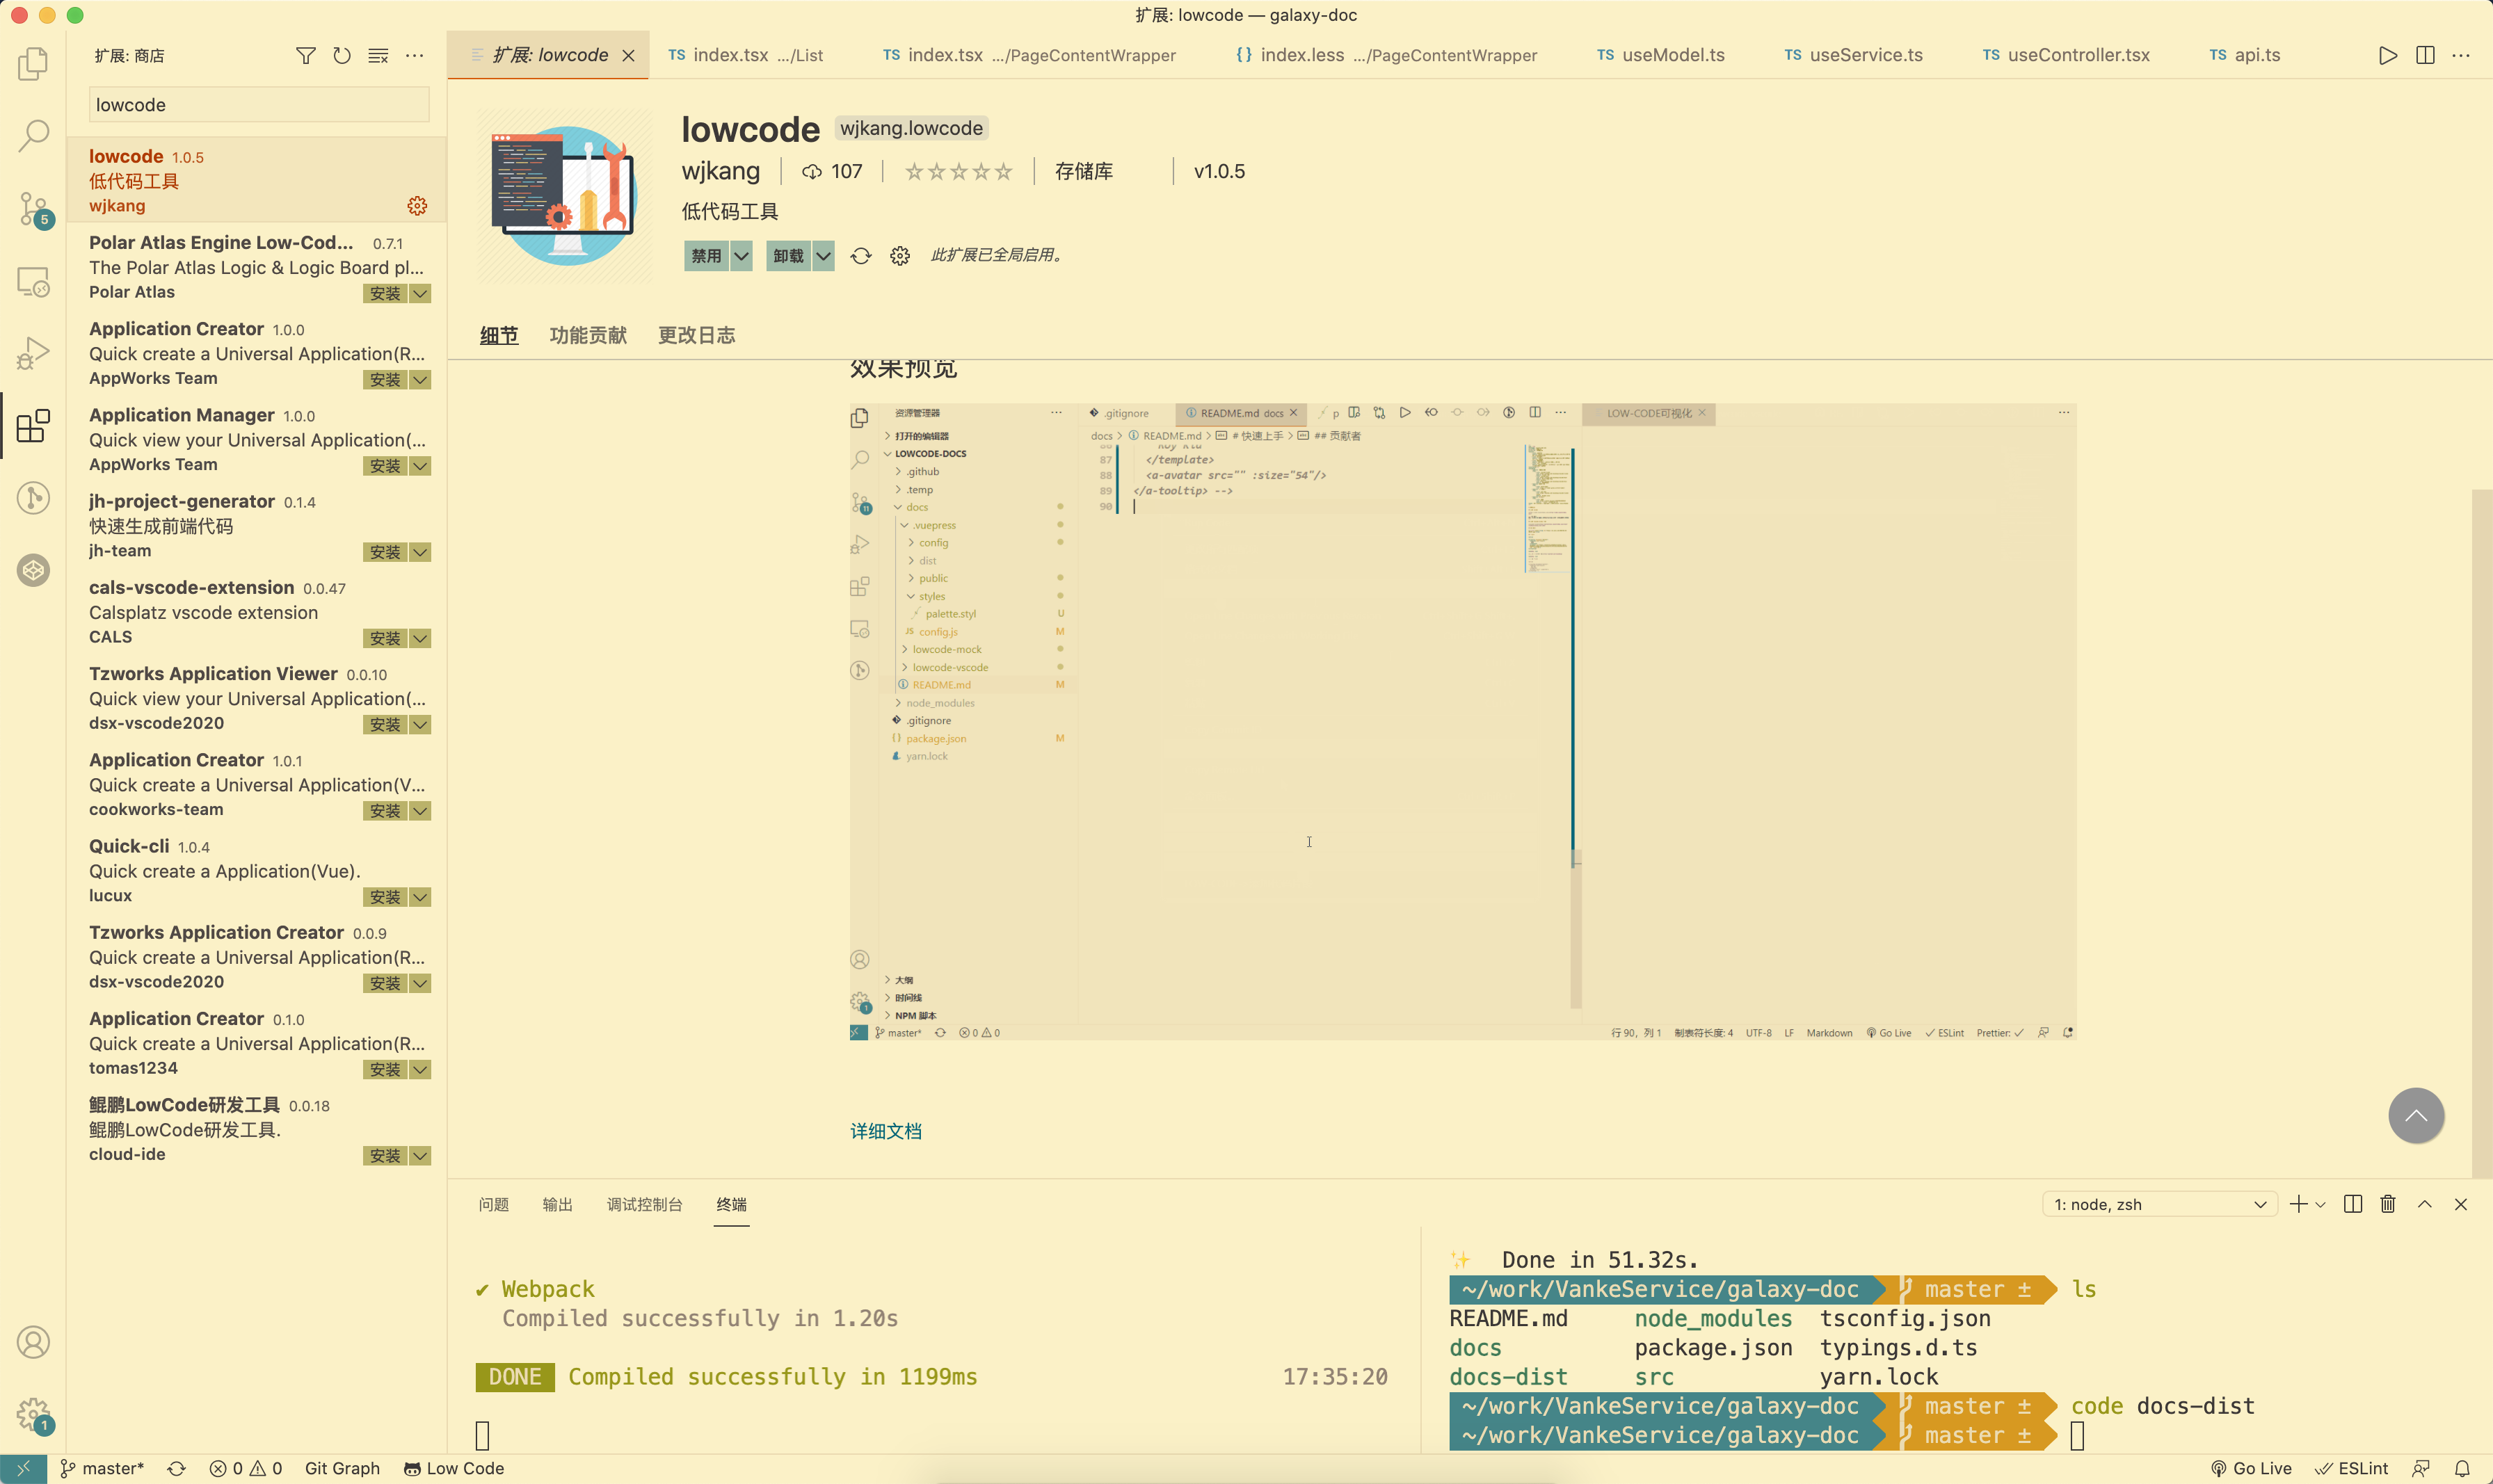 扩展: lowcode — galaxy-doc
扩展: 商店
lowcode
lowcode 1.0.5
低代码工具
wjkang
Polar Atlas Engine Low-Cod... 0.7.1
The Polar Atlas Logic & Logic Board pl...
Polar Atlas 安装
Application Creator 1.0.0
Quick create a Universal Application(R...
AppWorks Team 安装
Application Manager 1.0.0
Quick view your Universal Application(...
AppWorks Team 安装
jh-project-generator 0.1.4
快速生成前端代码
jh-team 安装
cals-vscode-extension 0.0.47
Calsplatz vscode extension
CALS 安装
Tzworks Application Viewer 0.0.10
Quick view your Universal Application(...
dsx-vscode2020 安装
Application Creator 1.0.1
Quick create a Universal Application(V...
cookworks-team 安装
Quick-cli 1.0.4
Quick create a Application(Vue).
lucux 安装
Tzworks Application Creator 0.0.9
Quick create a Universal Application(R...
dsx-vscode2020 安装
Application Creator 0.1.0
Quick create a Universal Application(R...
tomas1234 安装
鲲鹏LowCode研发工具 0.0.18
鲲鹏LowCode研发工具.
cloud-ide 安装
5
1
扩展: lowcode TS index.tsx .../List TS index.tsx .../PageContentWrapper {} index.less .../PageContentWrapper TS useModel.ts TS useService.ts TS useController.tsx TS api.ts
lowcode wjkang.lowcode
wjkang 107 存储库 v1.0.5
低代码工具
禁用 卸载 此扩展已全局启用。
细节 功能贡献 更改日志
效果预览
资源管理器
打开的编辑器
LOWCODE-DOCS
.github
.temp
docs
.vuepress
config
dist
public
styles
palette.styl U
JS config.js M
lowcode-mock
lowcode-vscode
README.md M
node_modules
.gitignore
{} package.json M
yarn.lock
大纲
时间线
NPM 脚本
11
1
.gitignore README.md docs p LOW-CODE可视化
docs > README.md > # 快速上手 > ## 贡献者
87 </template>
88 <a-avatar src="" :size="54"/>
89 </a-tooltip> -->
90
master* 0 0 行 90，列 1 制表符长度: 4 UTF-8 LF Markdown Go Live ESLint Prettier: ✓
详细文档
问题 输出 调试控制台 终端 1: node, zsh
✔ Webpack
Compiled successfully in 1.20s
DONE Compiled successfully in 1199ms 17:35:20
✨ Done in 51.32s.
~/work/VankeService/galaxy-doc master ± ls
README.md node_modules tsconfig.json
docs package.json typings.d.ts
docs-dist src yarn.lock
~/work/VankeService/galaxy-doc master ± code docs-dist
~/work/VankeService/galaxy-doc master ±
master* 0 0 Git Graph Low Code Go Live ESLint